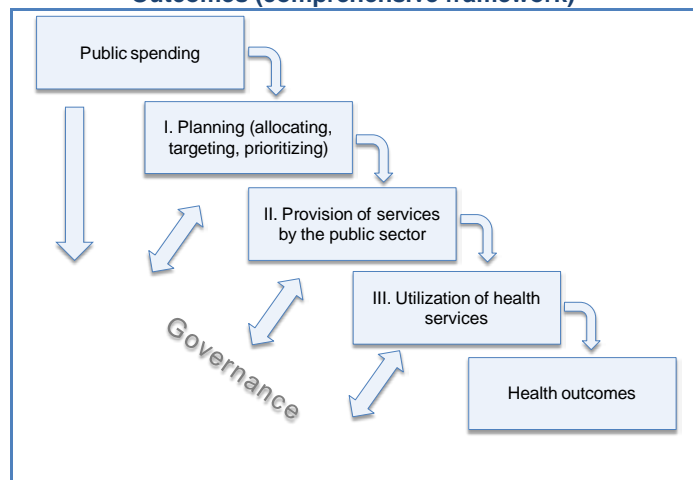 Outcomes (comprehensive framework)
Public spending
I. Planning (allocating,
targeting, prioritizing)
II. Provision of services
by the public sector
III. Utilization of health
services
Governance
Health outcomes